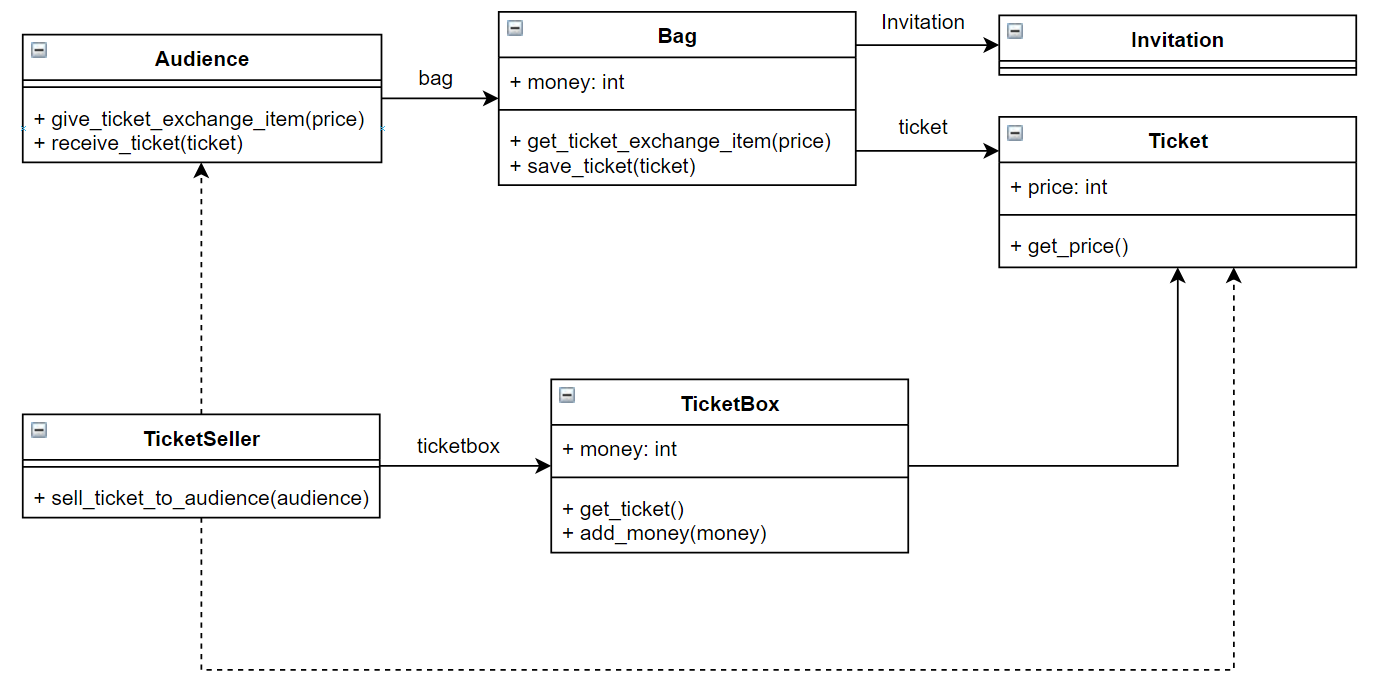 Audience
+ give_ticket_exchange_item(price)
+ receive_ticket(ticket)
bag
Bag
+ money: int
+ get_ticket_exchange_item(price)
+ save_ticket(ticket)
Invitation
Invitation
ticket
Ticket
+ price: int
+ get_price()
TicketSeller
+ sell_ticket_to_audience(audience)
ticketbox
TicketBox
+ money: int
+ get_ticket()
+ add_money(money)